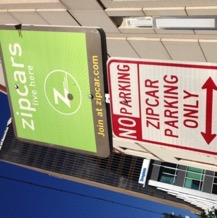 zipcars
live here
Z
Join at zipcar.com
NO PARKING
ZIPCAR
PARKING
ONLY